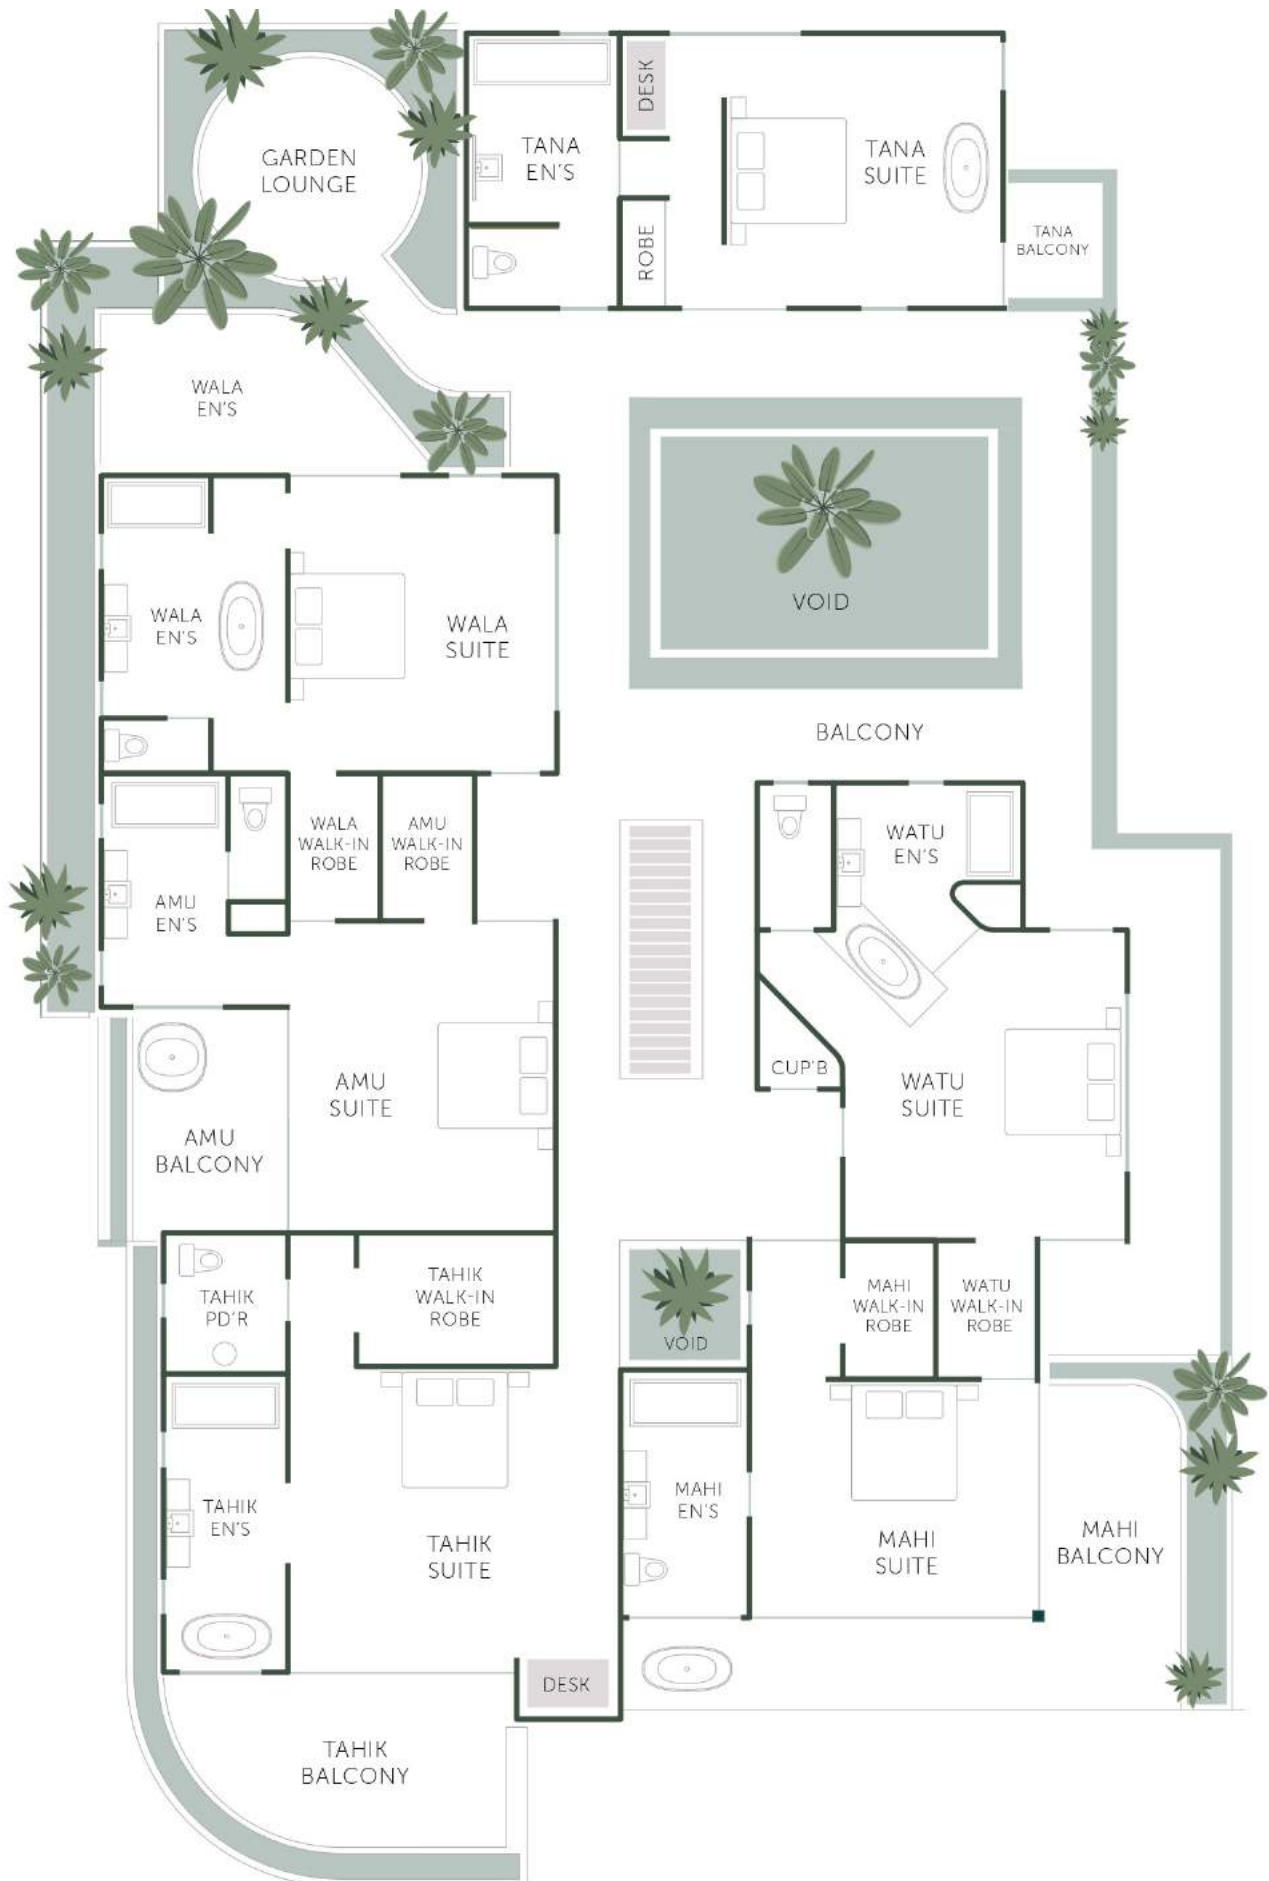 GARDEN
LOUNGE
TANA
EN'S
DESK
ROBE
TANA
SUITE
TANA
BALCONY
WALA
EN'S
WALA
EN'S
WALA
SUITE
VOID
BALCONY
AMU
EN'S
WALA
WALK-IN
ROBE
AMU
WALK-IN
ROBE
WATU
EN'S
CUP'B
WATU
SUITE
AMU
SUITE
AMU
BALCONY
TAHIK
PD'R
TAHIK
WALK-IN
ROBE
VOID
MAHI
WALK-IN
ROBE
WATU
WALK-IN
ROBE
TAHIK
EN'S
TAHIK
SUITE
MAHI
EN'S
MAHI
SUITE
MAHI
BALCONY
DESK
TAHIK
BALCONY